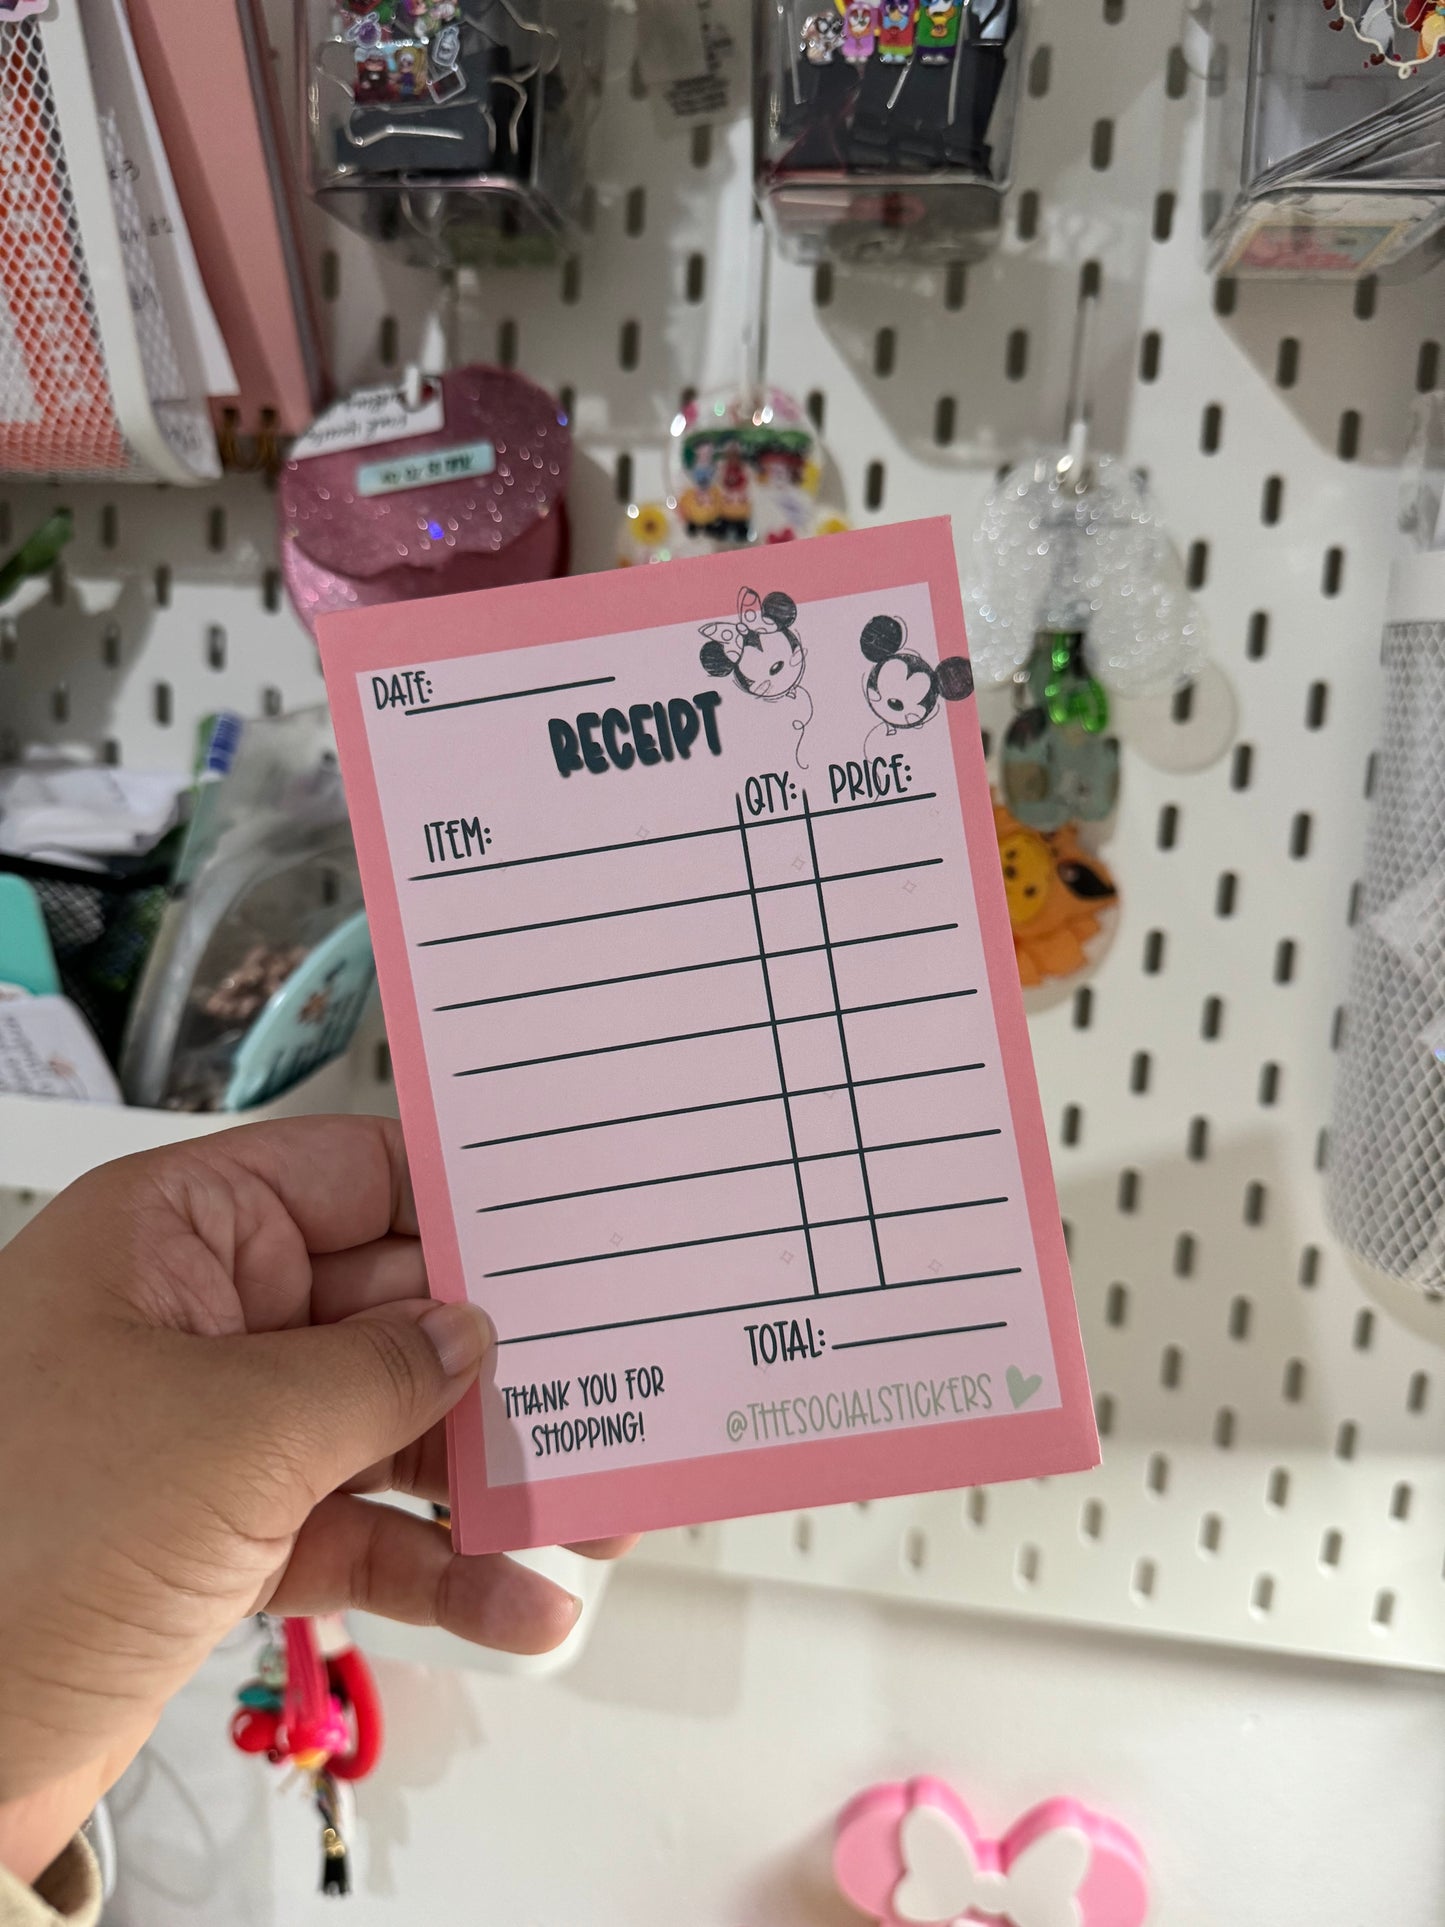 DATE:
RECEIPT
ITEM:
QTY:
PRICE:
TOTAL:
THANK YOU FOR
SHOPPING!
@THESOCIALSTICKERS